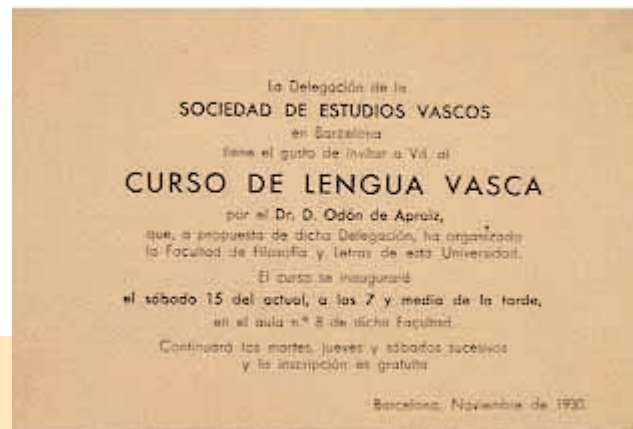 La Delegación de la
SOCIEDAD DE ESTUDIOS VASCOS
en Barcelona
tiene el gusto de invitar a Vd. al
CURSO DE LENGUA VASCA
por el Dr. D. Odón de Apraiz,
que, a propuesta de dicha Delegación, ha organizado
la Facultad de Filosofía y Letras de esta Universidad.
El curso se inaugurará
el sábado 15 del actual, a las 7 y media de la tarde,
en el aula n.º 8 de dicha Facultad
Continuará los martes, jueves y sábados sucesivos
y la inscripción es gratuita
Barcelona, Noviembre de 1930